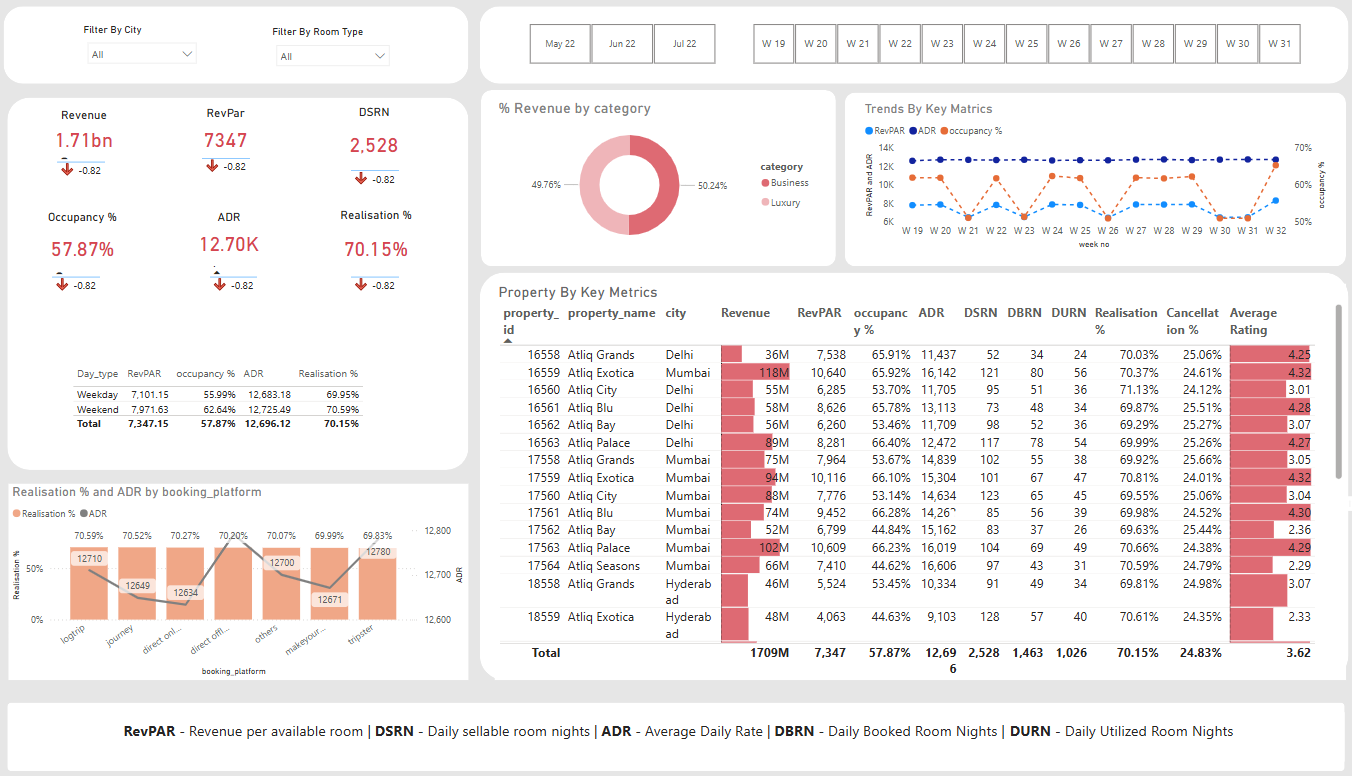 Filter By City
All
Filter By Room Type
All
May 22 Jun 22 Jul 22
W 19 W 20 W 21 W 22 W 23 W 24 W 25 W 26 W 27 W 28 W 29 W 30 W 31
Revenue
1.71bn
-0.82
RevPar
7347
-0.82
DSRN
2,528
-0.82
Occupancy %
57.87%
-0.82
ADR
12.70K
-0.82
Realisation %
70.15%
-0.82
Day_type RevPAR occupancy % ADR Realisation %
Weekday 7,101.15 55.99% 12,683.18 69.95%
Weekend 7,971.63 62.64% 12,725.49 70.59%
Total 7,347.15 57.87% 12,696.12 70.15%
% Revenue by category
49.76%
50.24%
category
Business
Luxury
Trends By Key Matrics
RevPAR ADR occupancy %
RevPAR and ADR
14K
12K
10K
8K
6K
70%
60%
50%
occupancy %
W 19 W 20 W 21 W 22 W 23 W 24 W 25 W 26 W 27 W 28 W 29 W 30 W 31 W 32
week no
Property By Key Metrics
property_id property_name city Revenue RevPAR occupancy % ADR DSRN DBRN DURN Realisation % Cancellation % Average Rating
16558 Atliq Grands Delhi 36M 7,538 65.91% 11,437 52 34 24 70.03% 25.06% 4.25
16559 Atliq Exotica Mumbai 118M 10,640 65.92% 16,142 121 80 56 70.37% 24.61% 4.32
16560 Atliq City Delhi 55M 6,285 53.70% 11,705 95 51 36 71.13% 24.12% 3.01
16561 Atliq Blu Delhi 58M 8,626 65.78% 13,113 73 48 34 69.87% 25.51% 4.28
16562 Atliq Bay Delhi 56M 6,260 53.46% 11,709 98 52 36 69.29% 25.27% 3.07
16563 Atliq Palace Delhi 89M 8,281 66.40% 12,472 117 78 54 69.99% 25.26% 4.27
17558 Atliq Grands Mumbai 75M 7,964 53.67% 14,839 102 55 38 69.92% 25.66% 3.05
17559 Atliq Exotica Mumbai 94M 10,116 66.10% 15,304 101 67 47 70.81% 24.01% 4.32
17560 Atliq City Mumbai 88M 7,776 53.14% 14,634 123 65 45 69.55% 25.06% 3.04
17561 Atliq Blu Mumbai 74M 9,452 66.28% 85 56 39 69.98% 24.52% 4.30
17562 Atliq Bay Mumbai 52M 6,799 44.84% 15,162 83 37 26 69.63% 25.44% 2.36
17563 Atliq Palace Mumbai 102M 10,609 66.23% 16,019 104 69 49 70.66% 24.38% 4.29
17564 Atliq Seasons Mumbai 66M 7,410 44.62% 16,606 97 43 31 70.59% 24.79% 2.29
18558 Atliq Grands Hyderabad 46M 5,524 53.45% 10,334 91 49 34 69.81% 24.98% 3.07
18559 Atliq Exotica Hyderabad 48M 4,063 44.63% 9,103 128 57 40 70.61% 24.35% 2.33
Total 1709M 7,347 57.87% 12,696 2,528 1,463 1,026 70.15% 24.83% 3.62
Realisation % and ADR by booking_platform
Realisation % ADR
Realisation %
50%
0%
70.59% 70.52% 70.27% 70.20% 70.07% 69.99% 69.83%
12710 12649 12634 12700 12671 12780
12,800
12,700
12,600
ADR
logtrip journey direct onl... direct offl... others makeyour... tripster
booking_platform
RevPAR - Revenue per available room | DSRN - Daily sellable room nights | ADR - Average Daily Rate | DBRN - Daily Booked Room Nights | DURN - Daily Utilized Room Nights